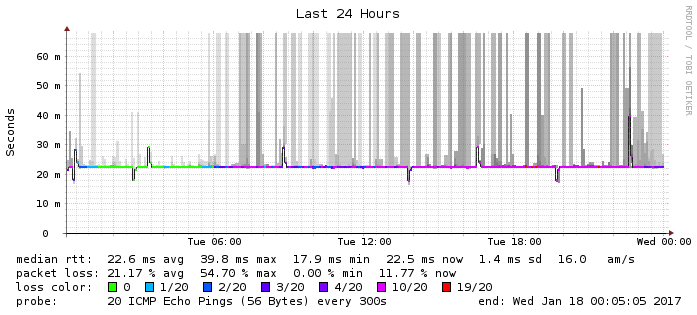 Last 24 Hours
RRDTOOL / TOBI OETIKER
Seconds
60 m
50 m
40 m
30 m
20 m
10 m
0
Tue 06:00 Tue 12:00 Tue 18:00 Wed 00:00
median rtt: 22.6 ms avg 39.8 ms max 17.9 ms min 22.5 ms now 1.4 ms sd 16.0 am/s
packet loss: 21.17 % avg 54.70 % max 0.00 % min 11.77 % now
loss color: 0 1/20 2/20 3/20 4/20 10/20 19/20
probe: 20 ICMP Echo Pings (56 Bytes) every 300s end: Wed Jan 18 00:05:05 2017